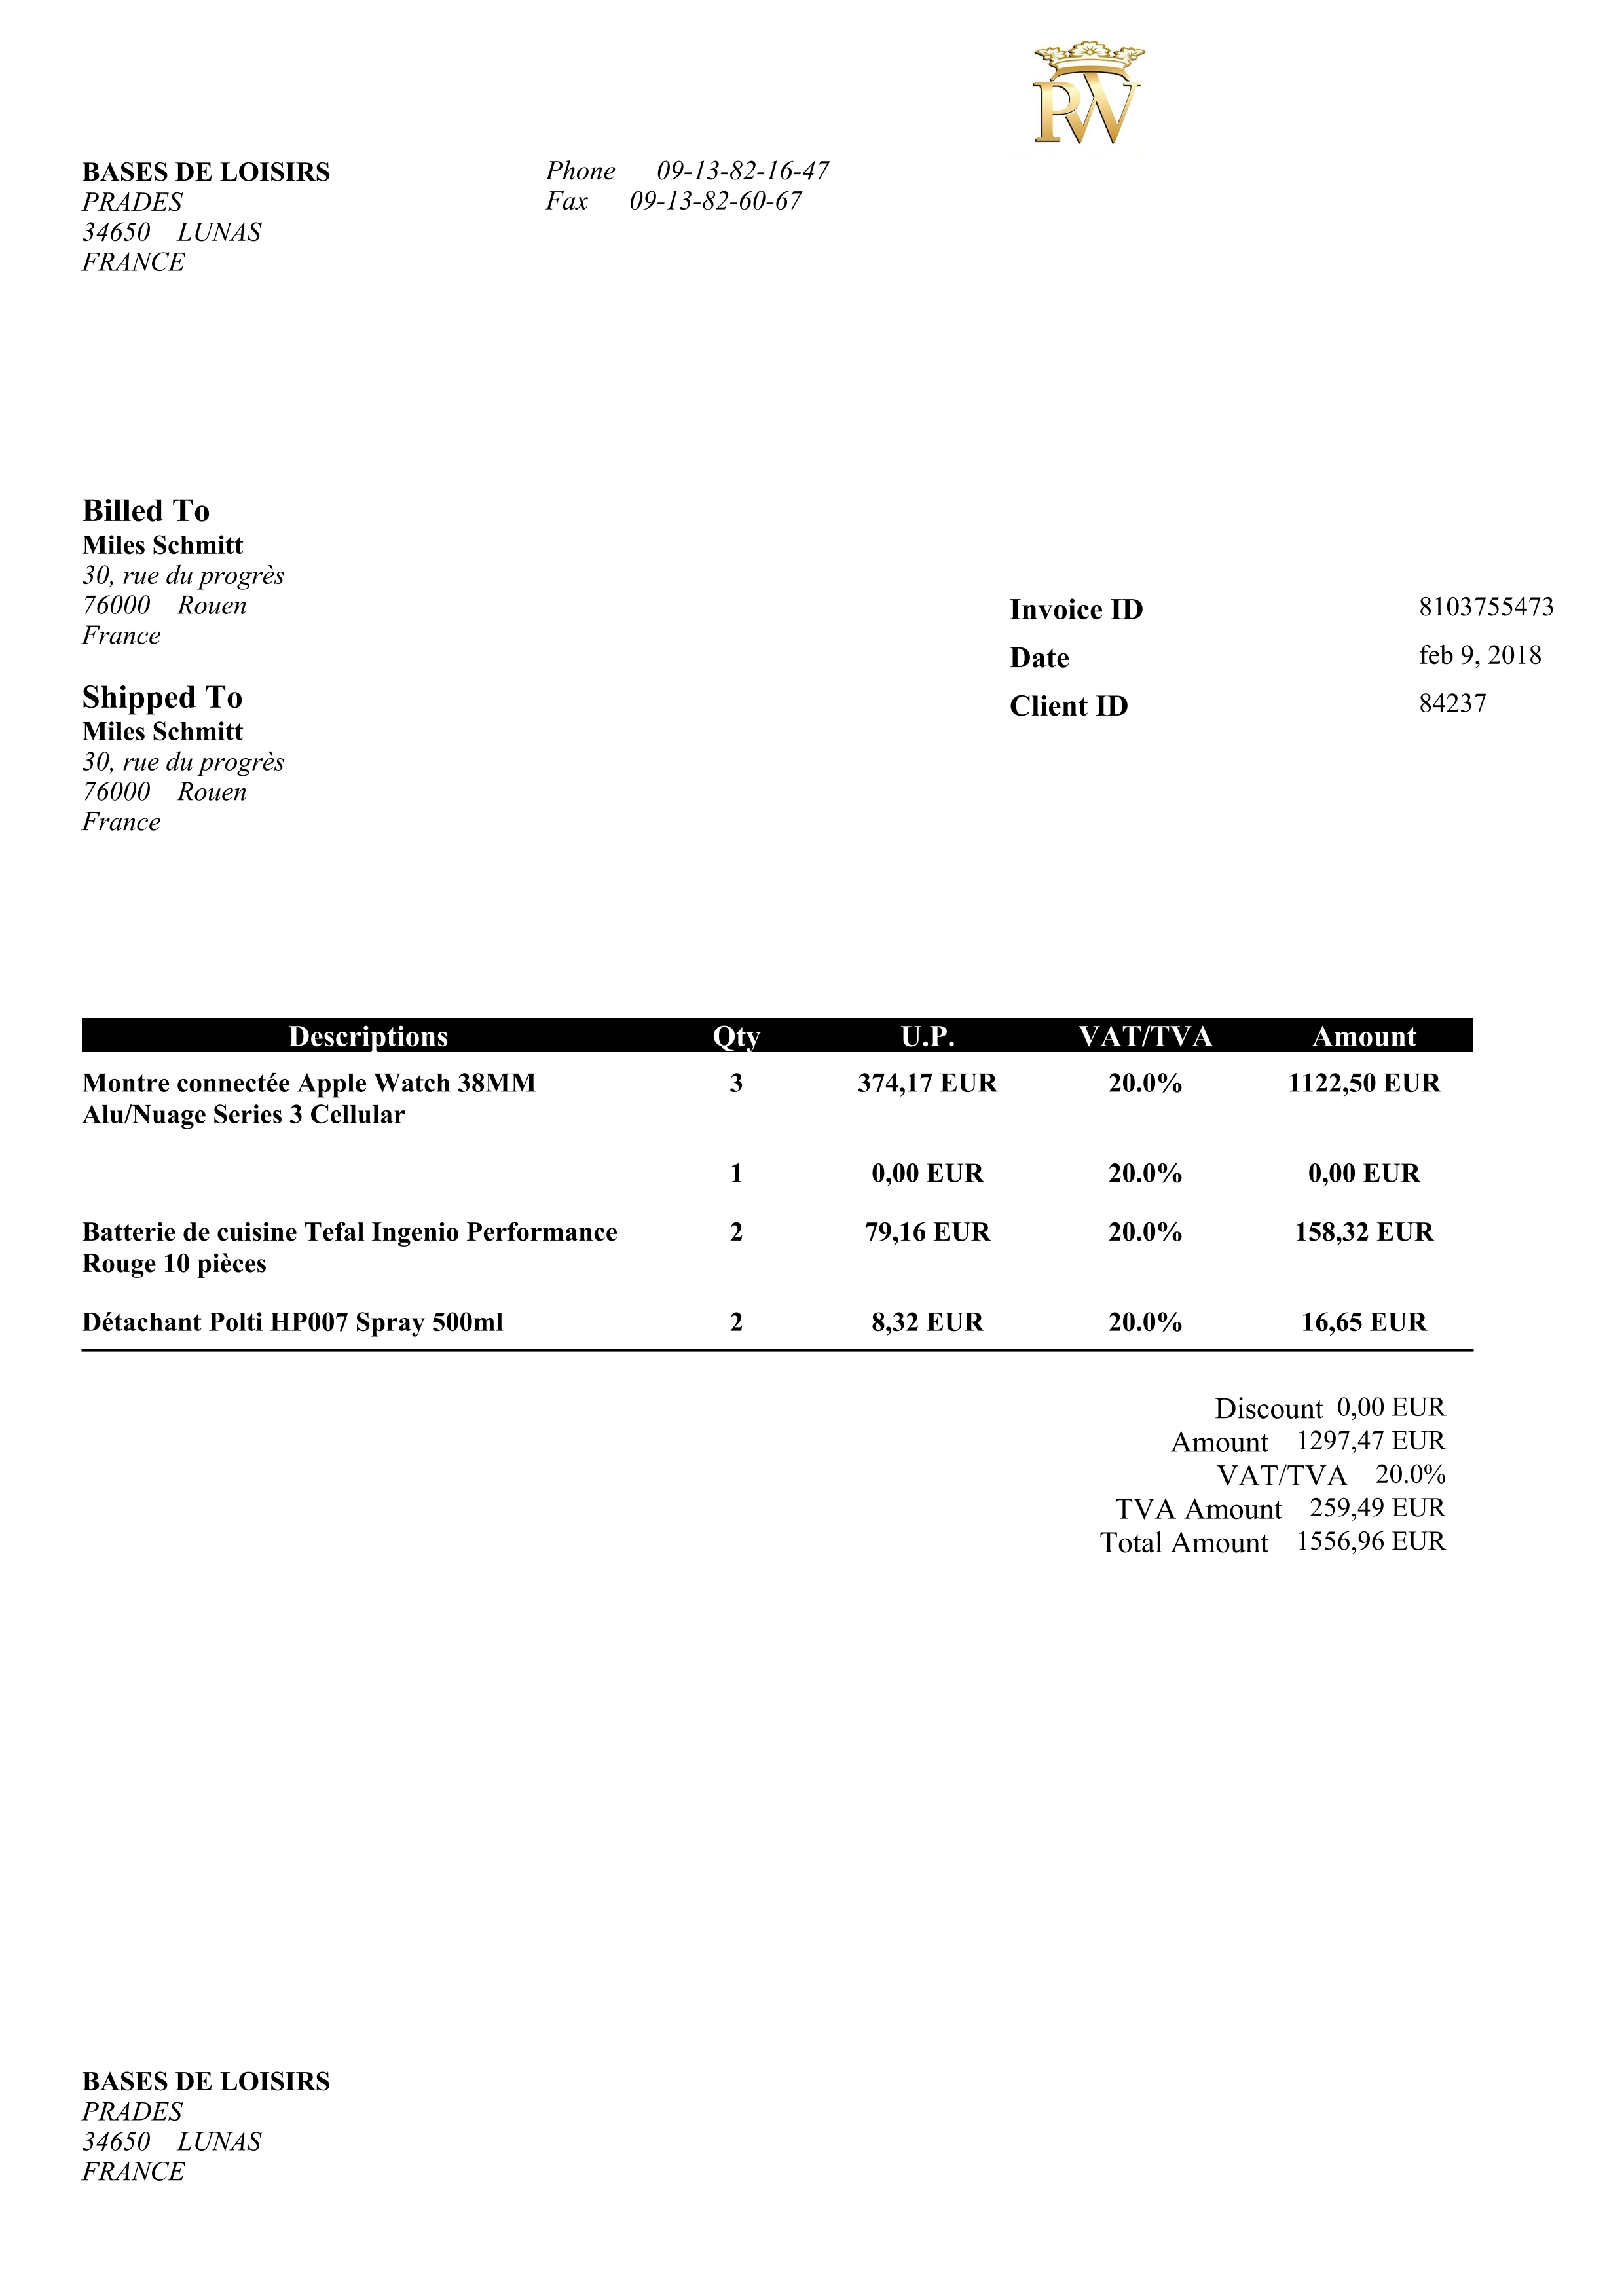 RW
BASES DE LOISIRS
PRADES
34650 LUNAS
FRANCE
Phone 09-13-82-16-47
Fax 09-13-82-60-67
Billed To
Miles Schmitt
30, rue du progrès
76000 Rouen
France
Invoice ID 8103755473
Date feb 9, 2018
Client ID 84237
Shipped To
Miles Schmitt
30, rue du progrès
76000 Rouen
France
Descriptions Qty U.P. VAT/TVA Amount
Montre connectée Apple Watch 38MM 3 374,17 EUR 20.0% 1122,50 EUR
Alu/Nuage Series 3 Cellular
1 0,00 EUR 20.0% 0,00 EUR
Batterie de cuisine Tefal Ingenio Performance 2 79,16 EUR 20.0% 158,32 EUR
Rouge 10 pièces
Détachant Polti HP007 Spray 500ml 2 8,32 EUR 20.0% 16,65 EUR
Discount 0,00 EUR
Amount 1297,47 EUR
VAT/TVA 20.0%
TVA Amount 259,49 EUR
Total Amount 1556,96 EUR
BASES DE LOISIRS
PRADES
34650 LUNAS
FRANCE